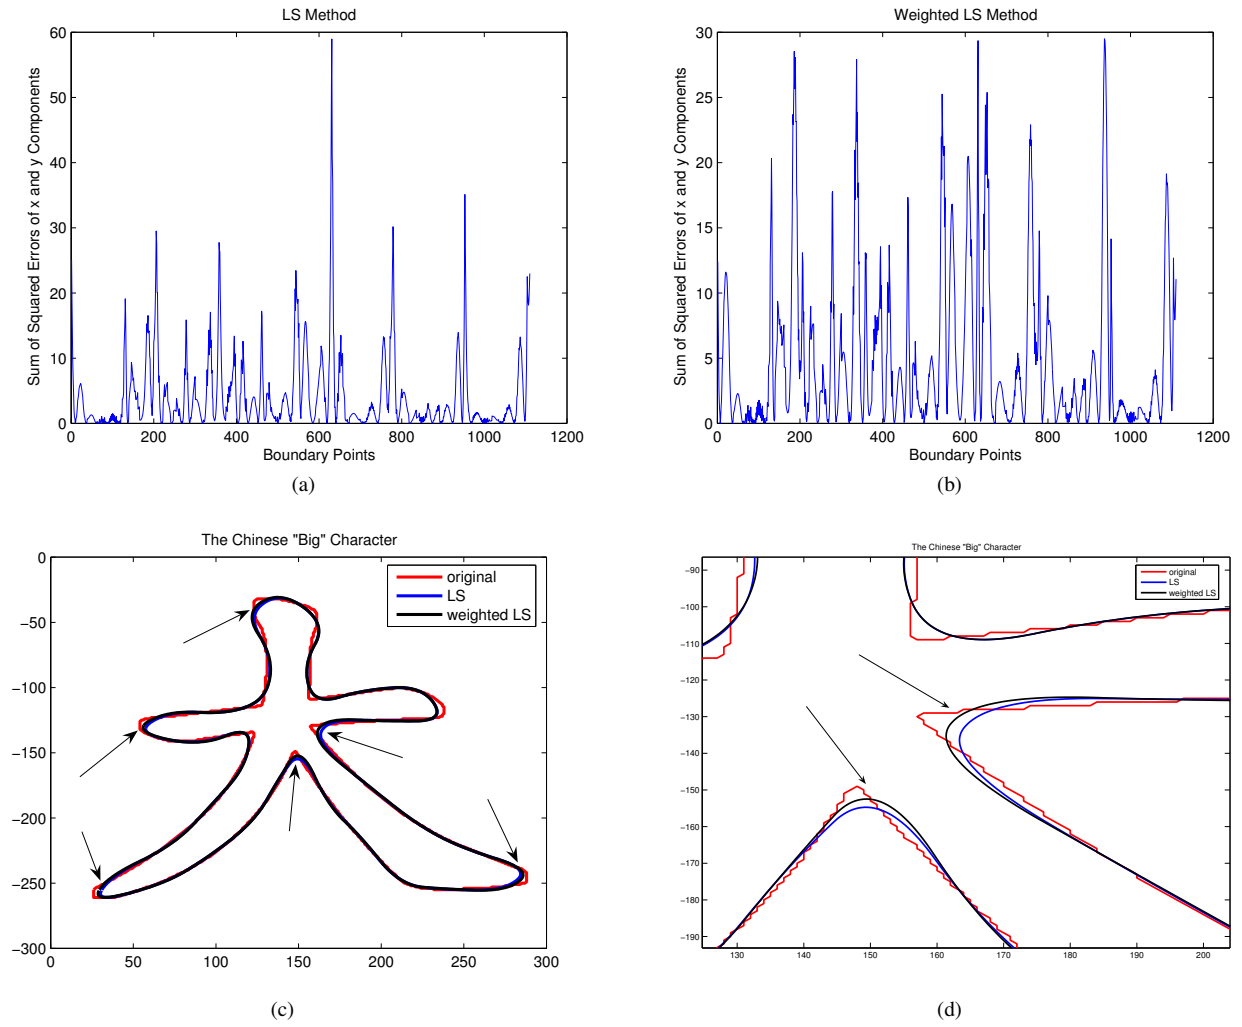 LS Method
Sum of Squared Errors of x and y Components
60
50
40
30
20
10
0
0 200 400 600 800 1000 1200
Boundary Points
(a)
Weighted LS Method
Sum of Squared Errors of x and y Components
30
25
20
15
10
5
0
0 200 400 600 800 1000 1200
Boundary Points
(b)
The Chinese "Big" Character
original
LS
weighted LS
0
−50
−100
−150
−200
−250
−300
0 50 100 150 200 250 300
(c)
The Chinese "Big" Character
original
LS
weighted LS
−90
−100
−110
−120
−130
−140
−150
−160
−170
−180
−190
130 140 150 160 170 180 190 200
(d)